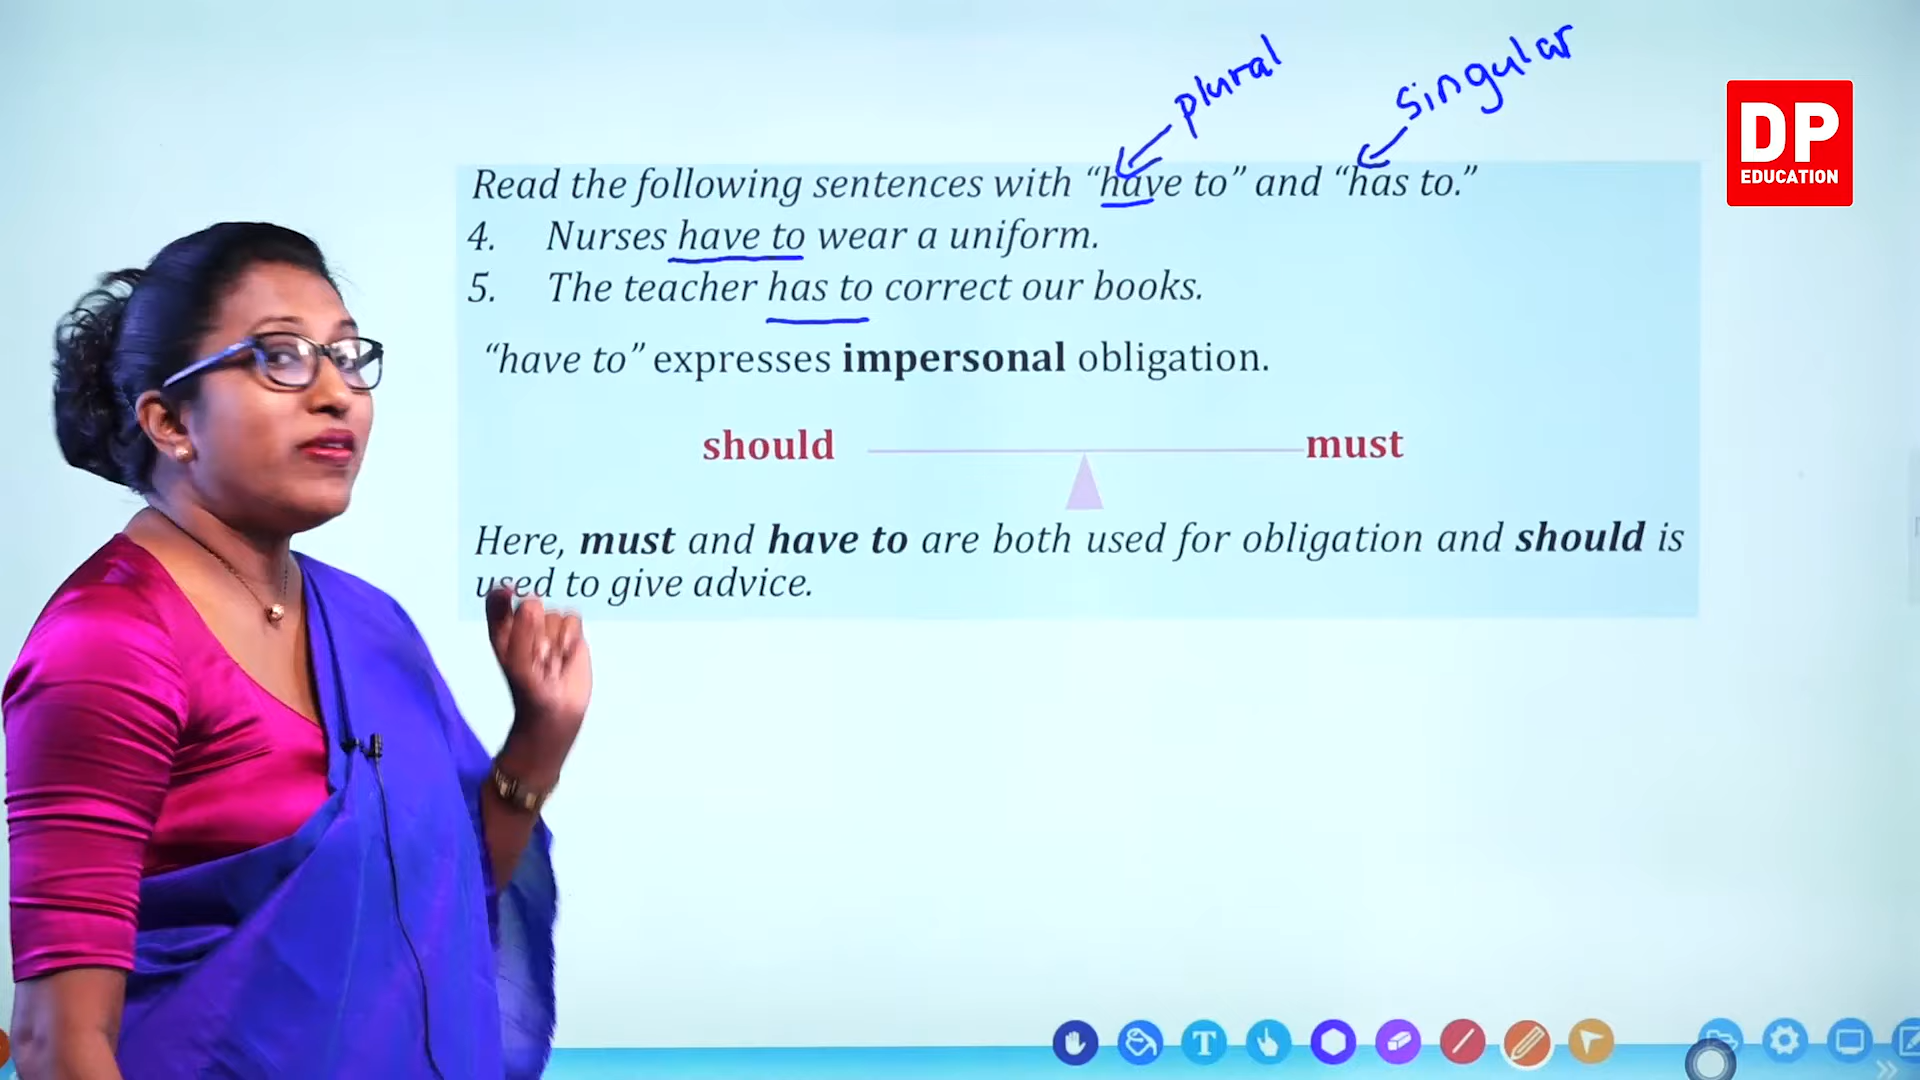 plural
singular
DP
EDUCATION
Read the following sentences with “have to” and “has to.”
4. Nurses have to wear a uniform.
5. The teacher has to correct our books.
“have to” expresses impersonal obligation.
should must
Here, must and have to are both used for obligation and should is
used to give advice.
T